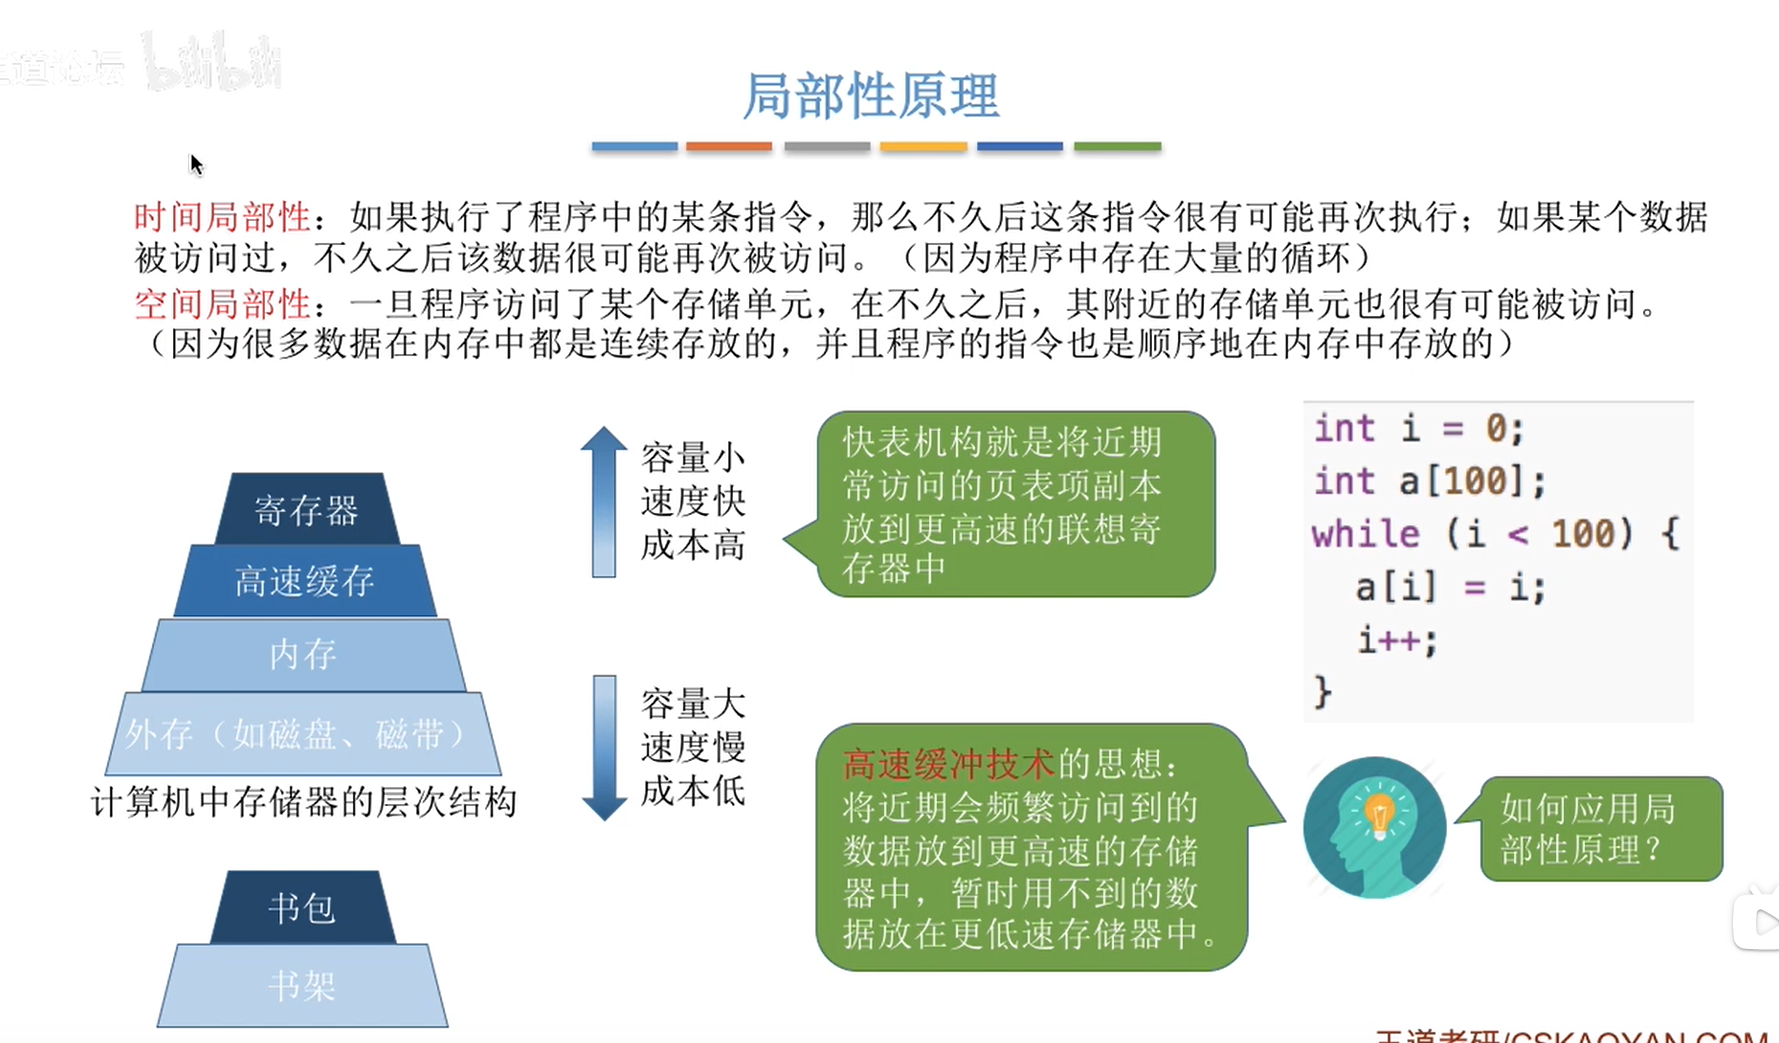 道论坛 bilibili
局部性原理
时间局部性：如果执行了程序中的某条指令，那么不久后这条指令很有可能再次执行；如果某个数据
被访问过，不久之后该数据很可能再次被访问。（因为程序中存在大量的循环）
空间局部性：一旦程序访问了某个存储单元，在不久之后，其附近的存储单元也很有可能被访问。
（因为很多数据在内存中都是连续存放的，并且程序的指令也是顺序地在内存中存放的）
寄存器
高速缓存
内存
外存（如磁盘、磁带）
计算机中存储器的层次结构
书包
书架
容量小
速度快
成本高
容量大
速度慢
成本低
快表机构就是将近期
常访问的页表项副本
放到更高速的联想寄
存器中
高速缓冲技术的思想：
将近期会频繁访问到的
数据放到更高速的存储
器中，暂时用不到的数
据放在更低速存储器中。
int i = 0;
int a[100];
while (i < 100) {
a[i] = i;
i++;
}
如何应用局
部性原理？
王道考研/CSKAOYAN.COM